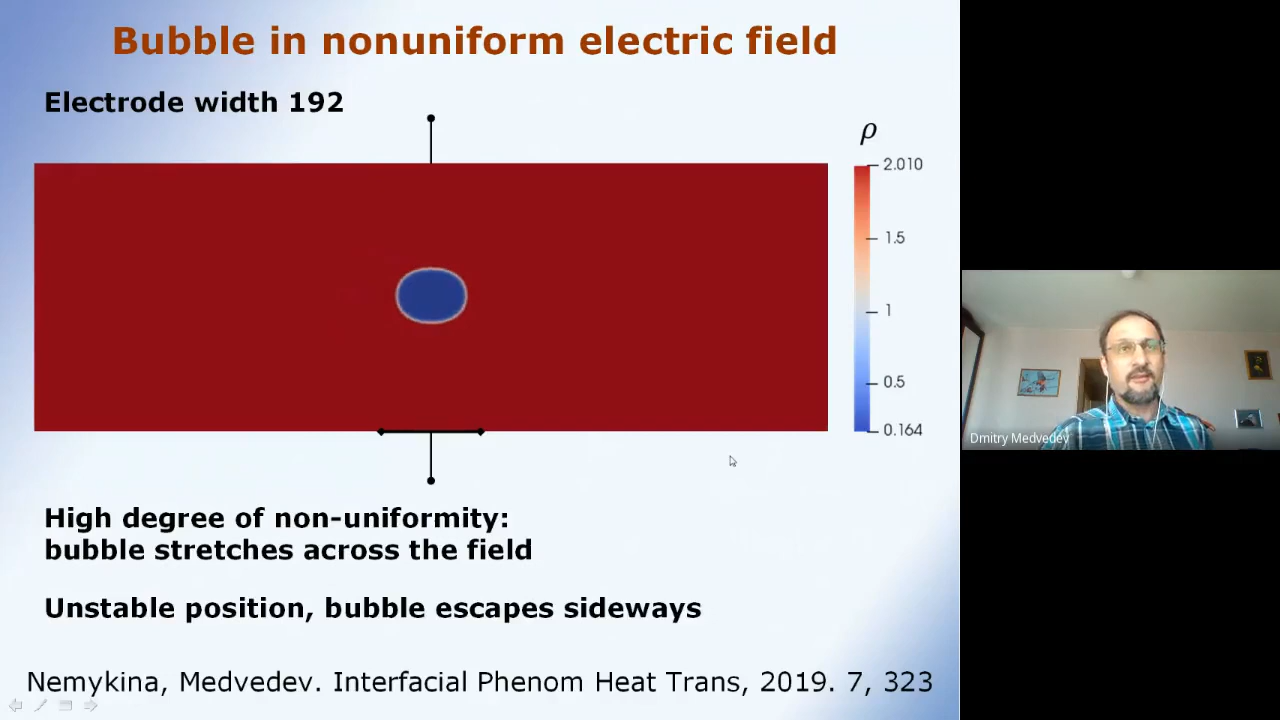 Bubble in nonuniform electric field
Electrode width 192
ρ
2.010
1.5
1
0.5
0.164
Dmitry Medvedev
High degree of non-uniformity:
bubble stretches across the field
Unstable position, bubble escapes sideways
Nemykina, Medvedev. Interfacial Phenom Heat Trans, 2019. 7, 323